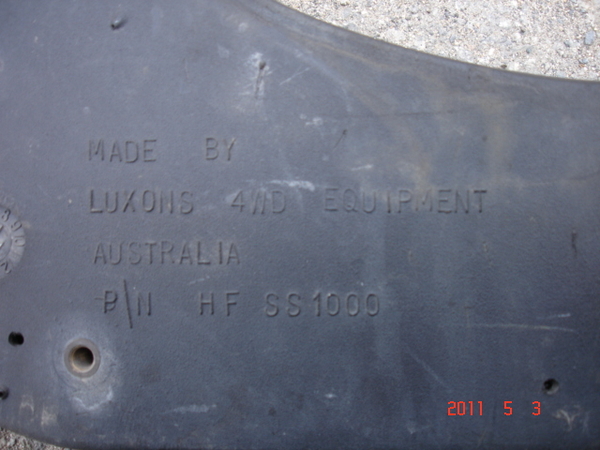 MADE BY
LUXONS 4WD EQUIPMENT
AUSTRALIA
P\N HF SS1000
2011 5 3